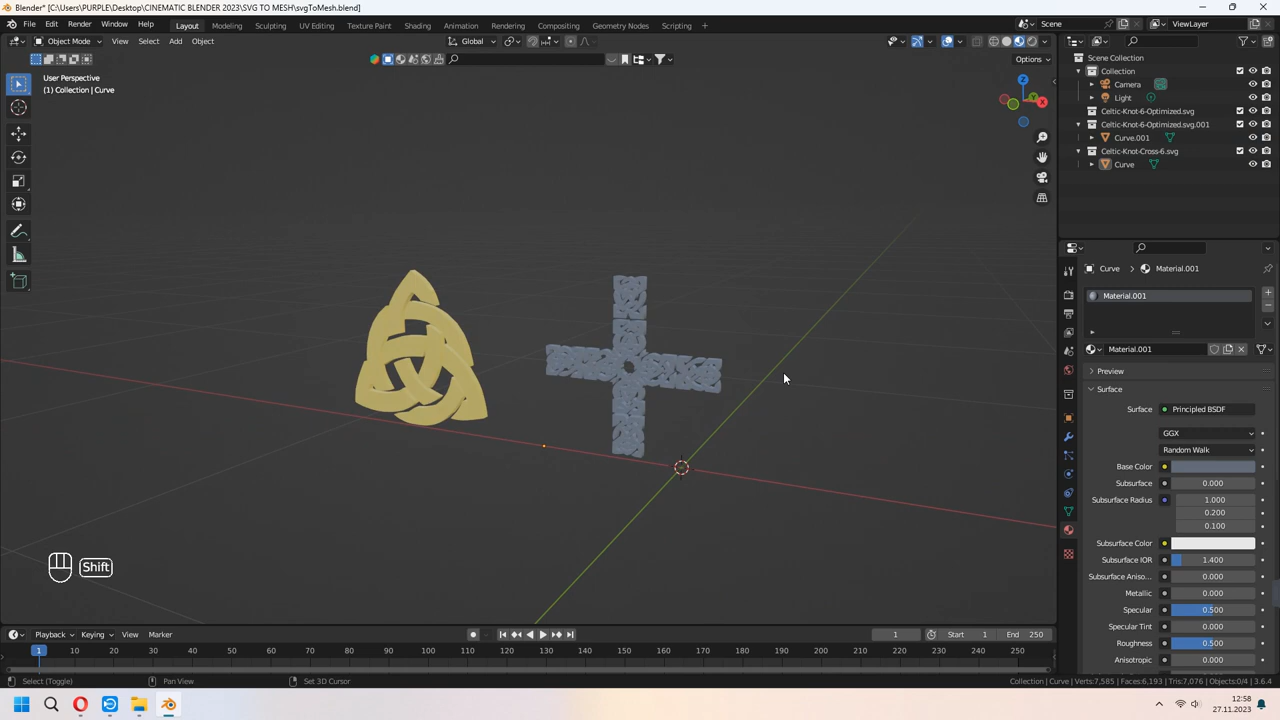 Blender* [C:\Users\PURPLE\Desktop\CINEMATIC BLENDER 2023\SVG TO MESH\svgToMesh.blend]
File Edit Render Window Help Layout Modeling Sculpting UV Editing Texture Paint Shading Animation Rendering Compositing Geometry Nodes Scripting + Scene ViewLayer
Object Mode View Select Add Object Global
Options
User Perspective
(1) Collection | Curve
Z
Y
X
Scene Collection
Collection
Camera
Light
Celtic-Knot-6-Optimized.svg
Celtic-Knot-6-Optimized.svg.001
Curve.001
Celtic-Knot-Cross-6.svg
Curve
Curve > Material.001
Material.001
Material.001
Preview
Surface
Surface Principled BSDF
GGX
Random Walk
Base Color
Subsurface 0.000
Subsurface Radius 1.000
0.200
0.100
Subsurface Color
Subsurface IOR 1.400
Subsurface Aniso... 0.000
Metallic 0.000
Specular 0.500
Specular Tint 0.000
Roughness 0.500
Anisotropic 0.000
Shift
Playback Keying View Marker 1 Start 1 End 250
1 10 20 30 40 50 60 70 80 90 100 110 120 130 140 150 160 170 180 190 200 210 220 230 240 250
Select (Toggle) Pan View Set 3D Cursor Collection | Curve | Verts:7,585 | Faces:6,193 | Tris:7,076 | Objects:0/4 | 3.6.4
12:58
27.11.2023